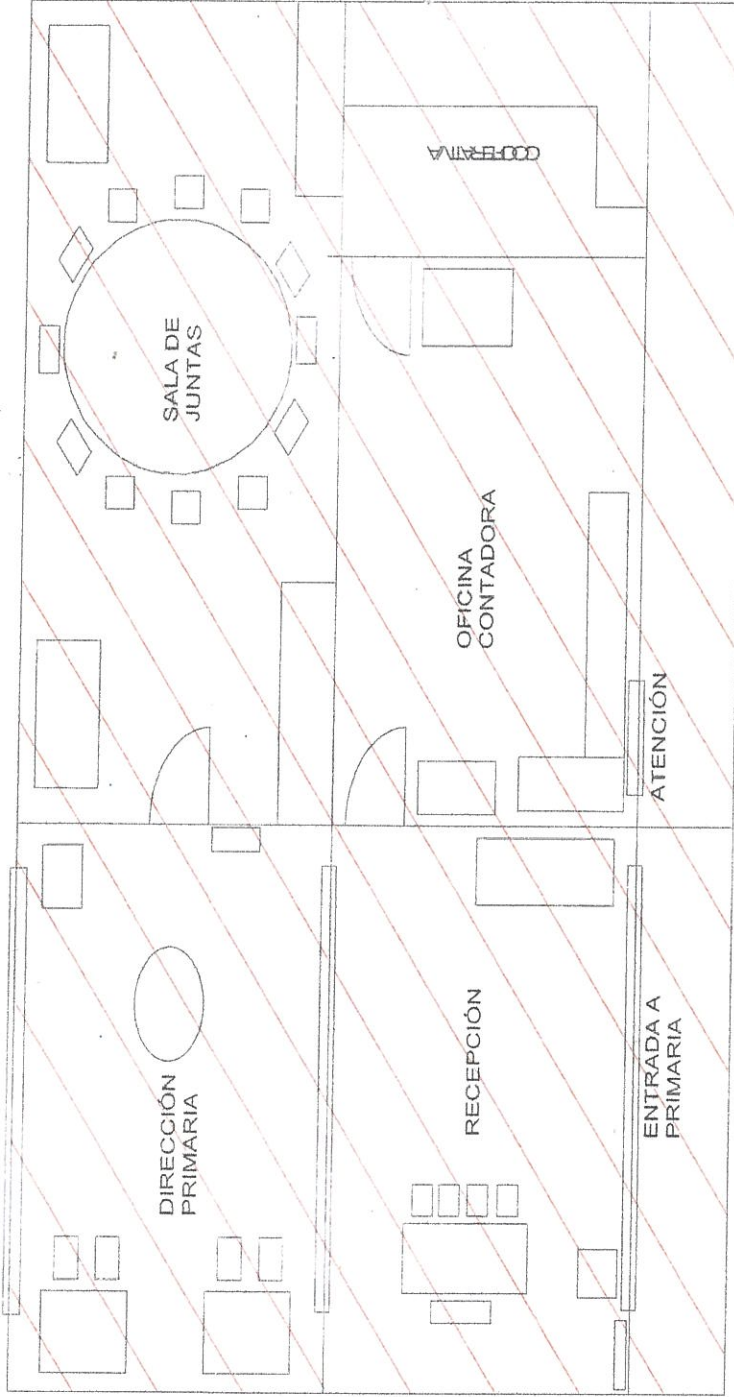 DIRECCIÓN
PRIMARIA
SALA DE
JUNTAS
RECEPCIÓN
OFICINA
CONTADORA
COOPERATIVA
ENTRADA A
PRIMARIA
ATENCIÓN